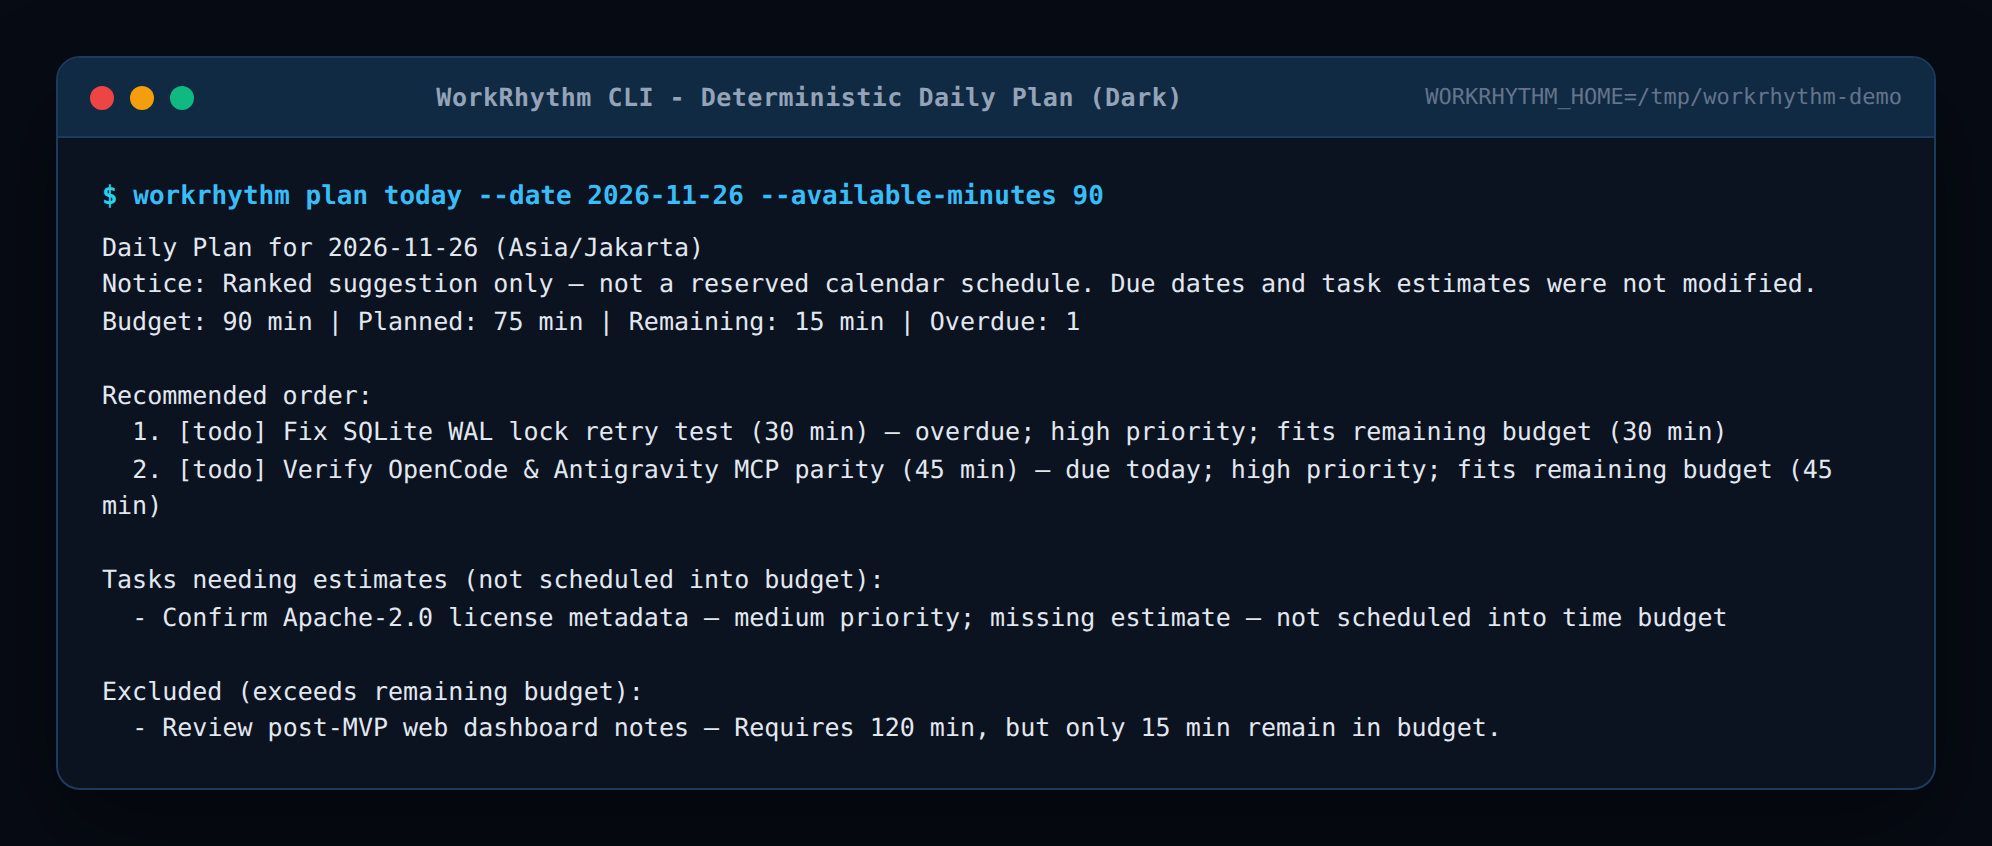 WorkRhythm CLI - Deterministic Daily Plan (Dark)
WORKRHYTHM_HOME=/tmp/workrhythm-demo
$ workrhythm plan today --date 2026-11-26 --available-minutes 90
Daily Plan for 2026-11-26 (Asia/Jakarta)
Notice: Ranked suggestion only — not a reserved calendar schedule. Due dates and task estimates were not modified.
Budget: 90 min | Planned: 75 min | Remaining: 15 min | Overdue: 1
Recommended order:
1. [todo] Fix SQLite WAL lock retry test (30 min) — overdue; high priority; fits remaining budget (30 min)
2. [todo] Verify OpenCode & Antigravity MCP parity (45 min) — due today; high priority; fits remaining budget (45
min)
Tasks needing estimates (not scheduled into budget):
- Confirm Apache-2.0 license metadata — medium priority; missing estimate — not scheduled into time budget
Excluded (exceeds remaining budget):
- Review post-MVP web dashboard notes — Requires 120 min, but only 15 min remain in budget.